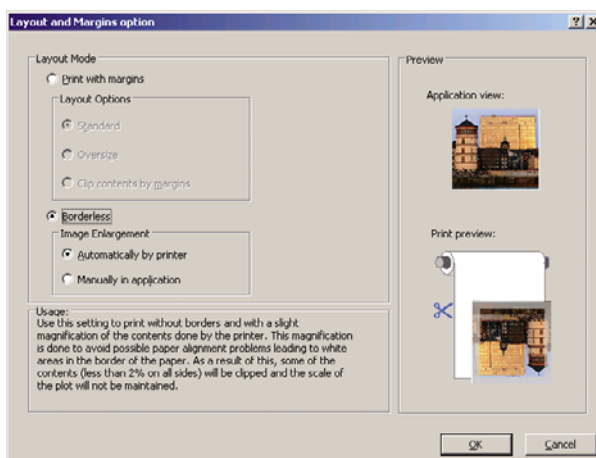 Layout and Margins option
Layout Mode
Print with margins
Layout Options
Standard
Oversize
Clip contents by margins
Borderless
Image Enlargement
Automatically by printer
Manually in application
Usage:
Use this setting to print without borders and with a slight
magnification of the contents done by the printer. This magnification
is done to avoid possible paper alignment problems leading to white
areas in the border of the paper. As a result of this, some of the
contents (less than 2% on all sides) will be clipped and the scale of
the plot will not be maintained.
Preview
Application view:
Print preview:
OK
Cancel